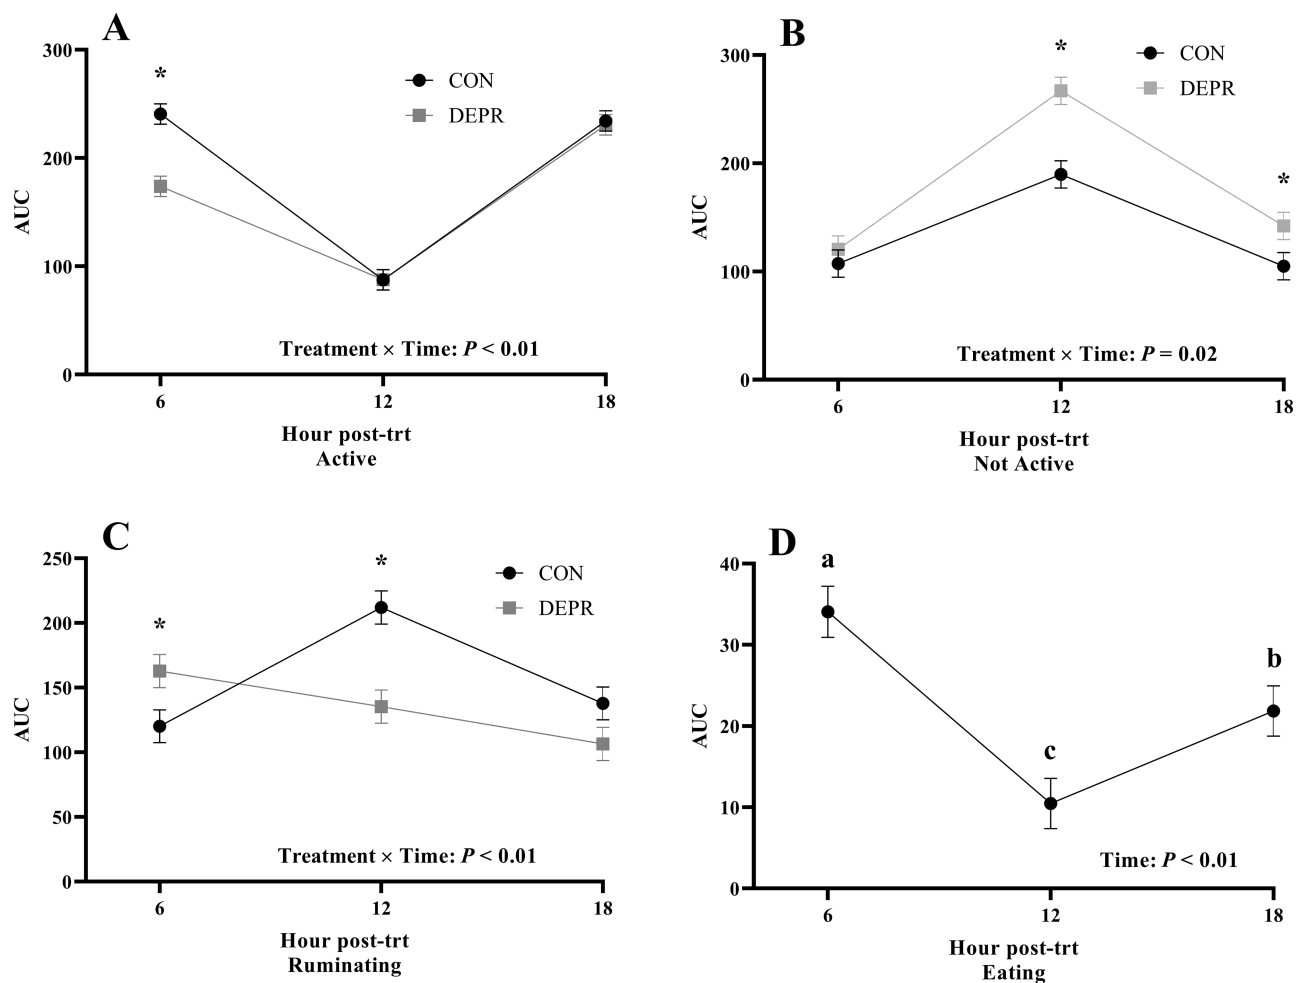 A
300
*
CON
DEPR
200
AUC
100
Treatment × Time: P < 0.01
0
6
12
18
Hour post-trt
Active
B
*
300
CON
DEPR
200
*
AUC
100
Treatment × Time: P = 0.02
0
6
12
18
Hour post-trt
Not Active
C
250
*
CON
DEPR
200
*
150
AUC
100
50
Treatment × Time: P < 0.01
0
6
12
18
Hour post-trt
Ruminating
D
40
a
30
b
20
AUC
c
10
Time: P < 0.01
0
6
12
18
Hour post-trt
Eating